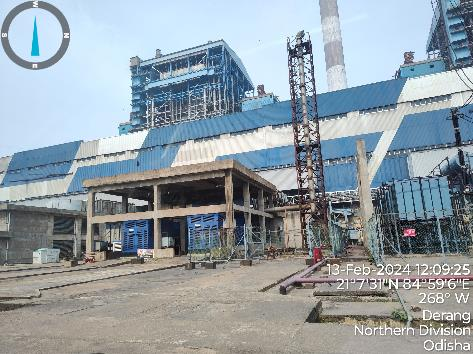 13-Feb-2024 12:09:25
21°7'31"N 84°59'6"E
268° W
Derang
Northern Division
Odisha